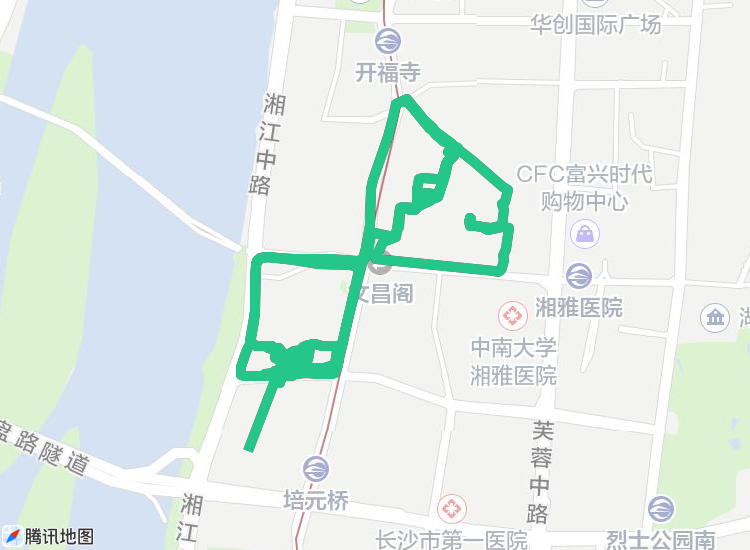 华创国际广场
开福寺
湘江中路
CFC富兴时代
购物中心
文昌阁
湘雅医院
中南大学
湘雅医院
湖
盘路隧道
芙蓉中路
培元桥
湘江
长沙市第一医院
烈士公园南
腾讯地图